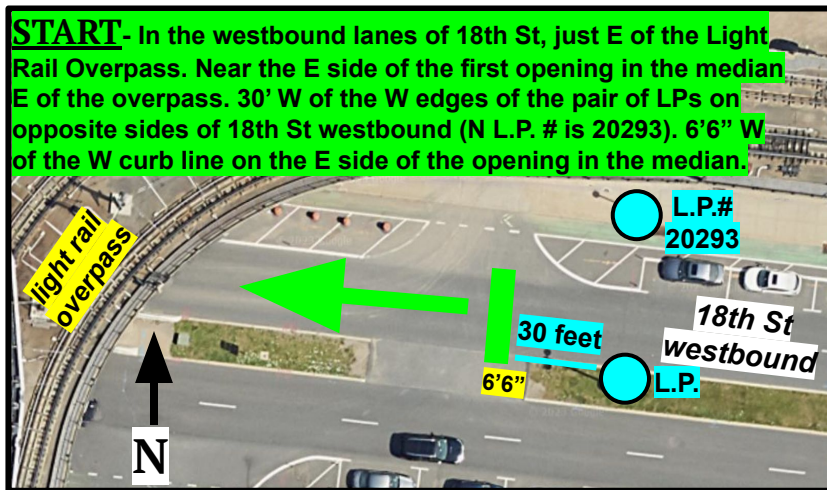 START- In the westbound lanes of 18th St, just E of the Light
Rail Overpass. Near the E side of the first opening in the median
E of the overpass. 30’ W of the W edges of the pair of LPs on
opposite sides of 18th St westbound (N L.P. # is 20293). 6’6” W
of the W curb line on the E side of the opening in the median.
light rail
overpass
L.P.#
20293
18th St
westbound
30 feet
6’6”
L.P.
N